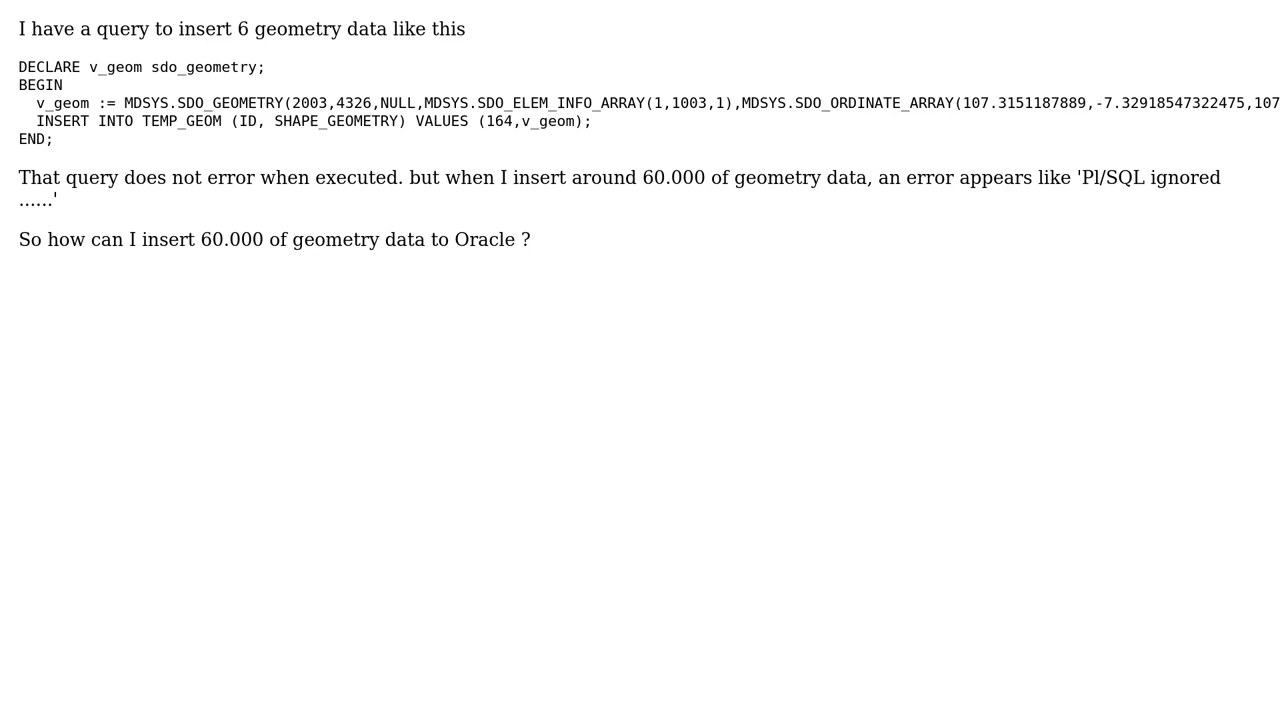 I have a query to insert 6 geometry data like this
DECLARE v_geom sdo_geometry;
BEGIN
v_geom := MDSYS.SDO_GEOMETRY(2003,4326,NULL,MDSYS.SDO_ELEM_INFO_ARRAY(1,1003,1),MDSYS.SDO_ORDINATE_ARRAY(107.3151187889,-7.32918547322475,107
INSERT INTO TEMP_GEOM (ID, SHAPE_GEOMETRY) VALUES (164,v_geom);
END;
That query does not error when executed. but when I insert around 60.000 of geometry data, an error appears like 'Pl/SQL ignored
......'
So how can I insert 60.000 of geometry data to Oracle ?